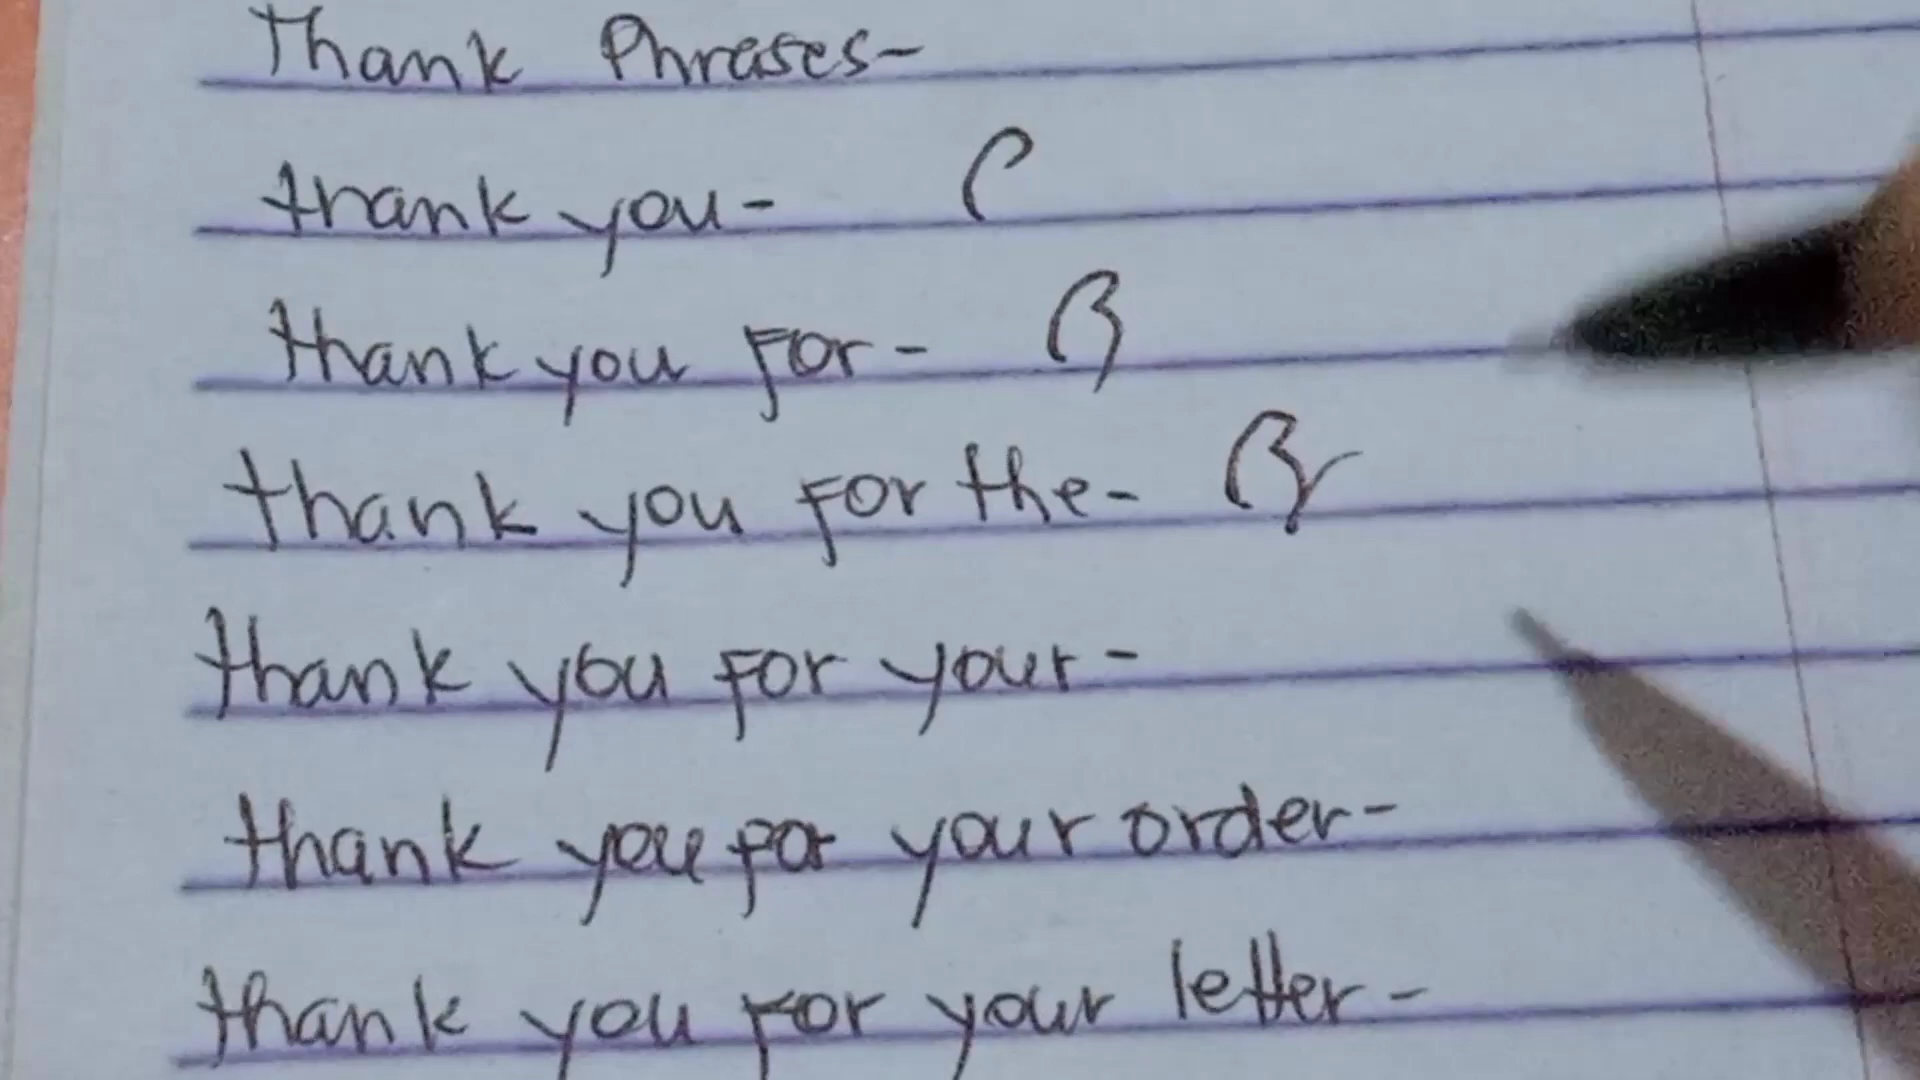 Thank Phrases-
thank you-
thank you for-
thank you for the-
thank you for your-
thank you for your order-
thank you for your letter-